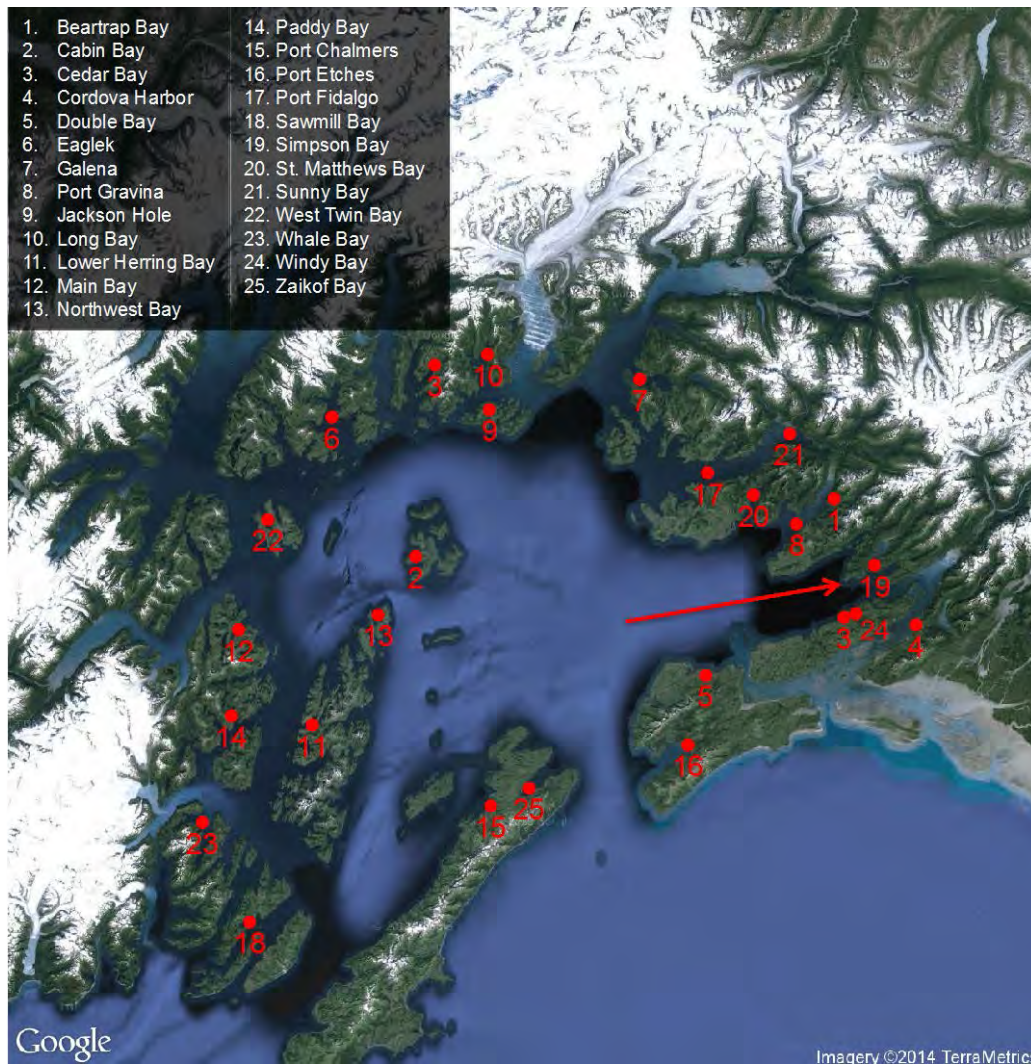 1. Beartrap Bay
2. Cabin Bay
3. Cedar Bay
4. Cordova Harbor
5. Double Bay
6. Eaglek
7. Galena
8. Port Gravina
9. Jackson Hole
10. Long Bay
11. Lower Herring Bay
12. Main Bay
13. Northwest Bay
14. Paddy Bay
15. Port Chalmers
16. Port Etches
17. Port Fidalgo
18. Sawmill Bay
19. Simpson Bay
20. St. Matthews Bay
21. Sunny Bay
22. West Twin Bay
23. Whale Bay
24. Windy Bay
25. Zaikof Bay
10
3
7
9
6
21
17
20
1
8
22
2
19
13
3
24
4
12
5
14
11
16
25
15
23
18
Google
Imagery ©2014 TerraMetric